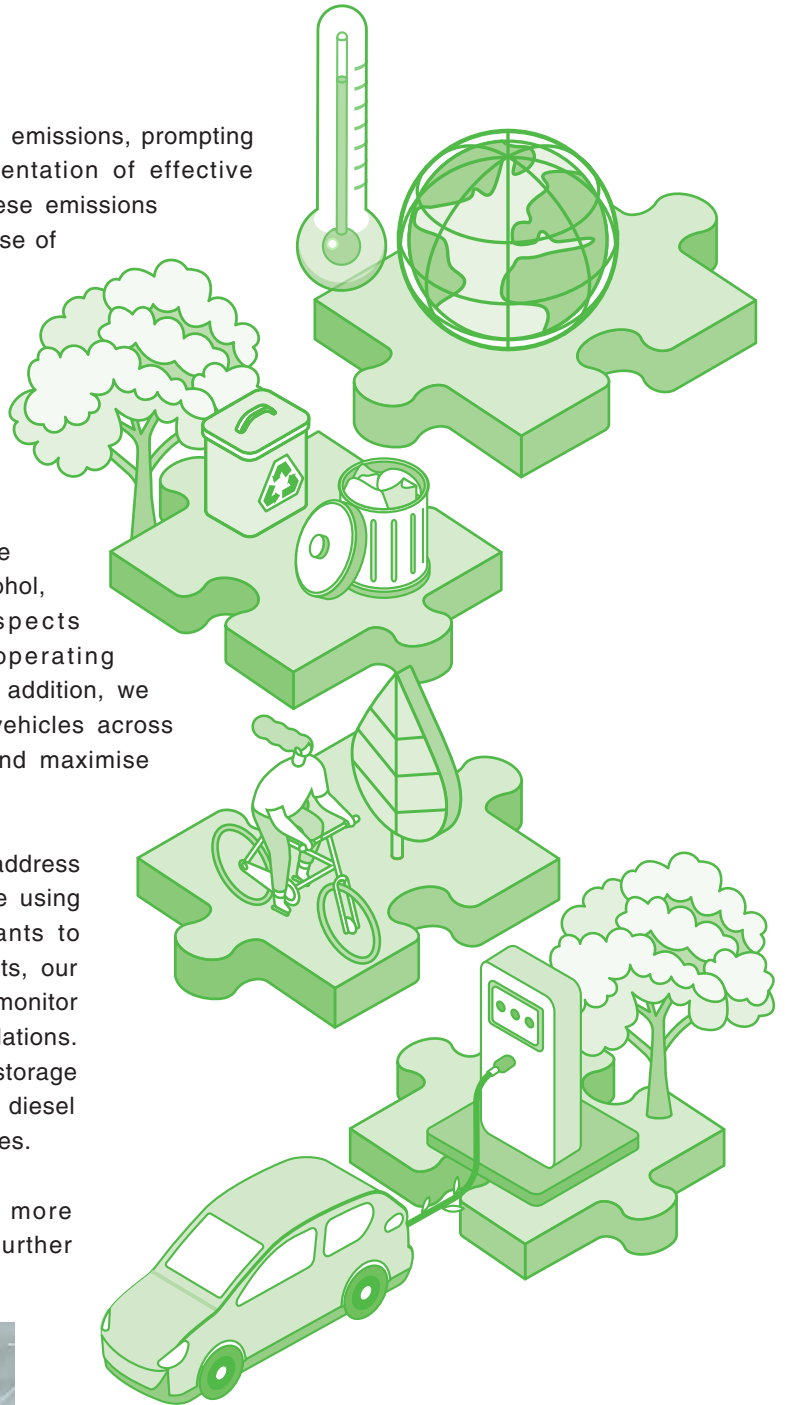 emissions, prompting
entation of effective
ese emissions
se of
e
ohol,
spects
operating
addition, we
vehicles across
nd maximise
address
e using
ants to
ts, our
monitor
lations.
storage
diesel
es.
more
urther